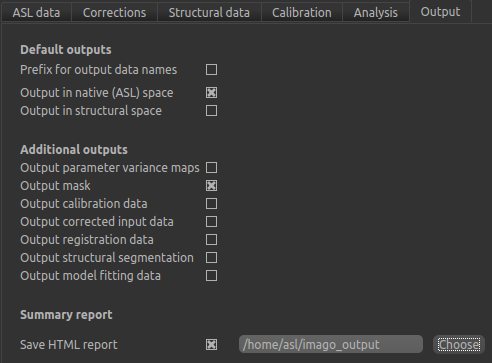 ASL data Corrections Structural data Calibration Analysis Output
Default outputs
Prefix for output data names
Output in native (ASL) space
Output in structural space
Additional outputs
Output parameter variance maps
Output mask
Output calibration data
Output corrected input data
Output registration data
Output structural segmentation
Output model fitting data
Summary report
Save HTML report /home/asl/imago_output Choose